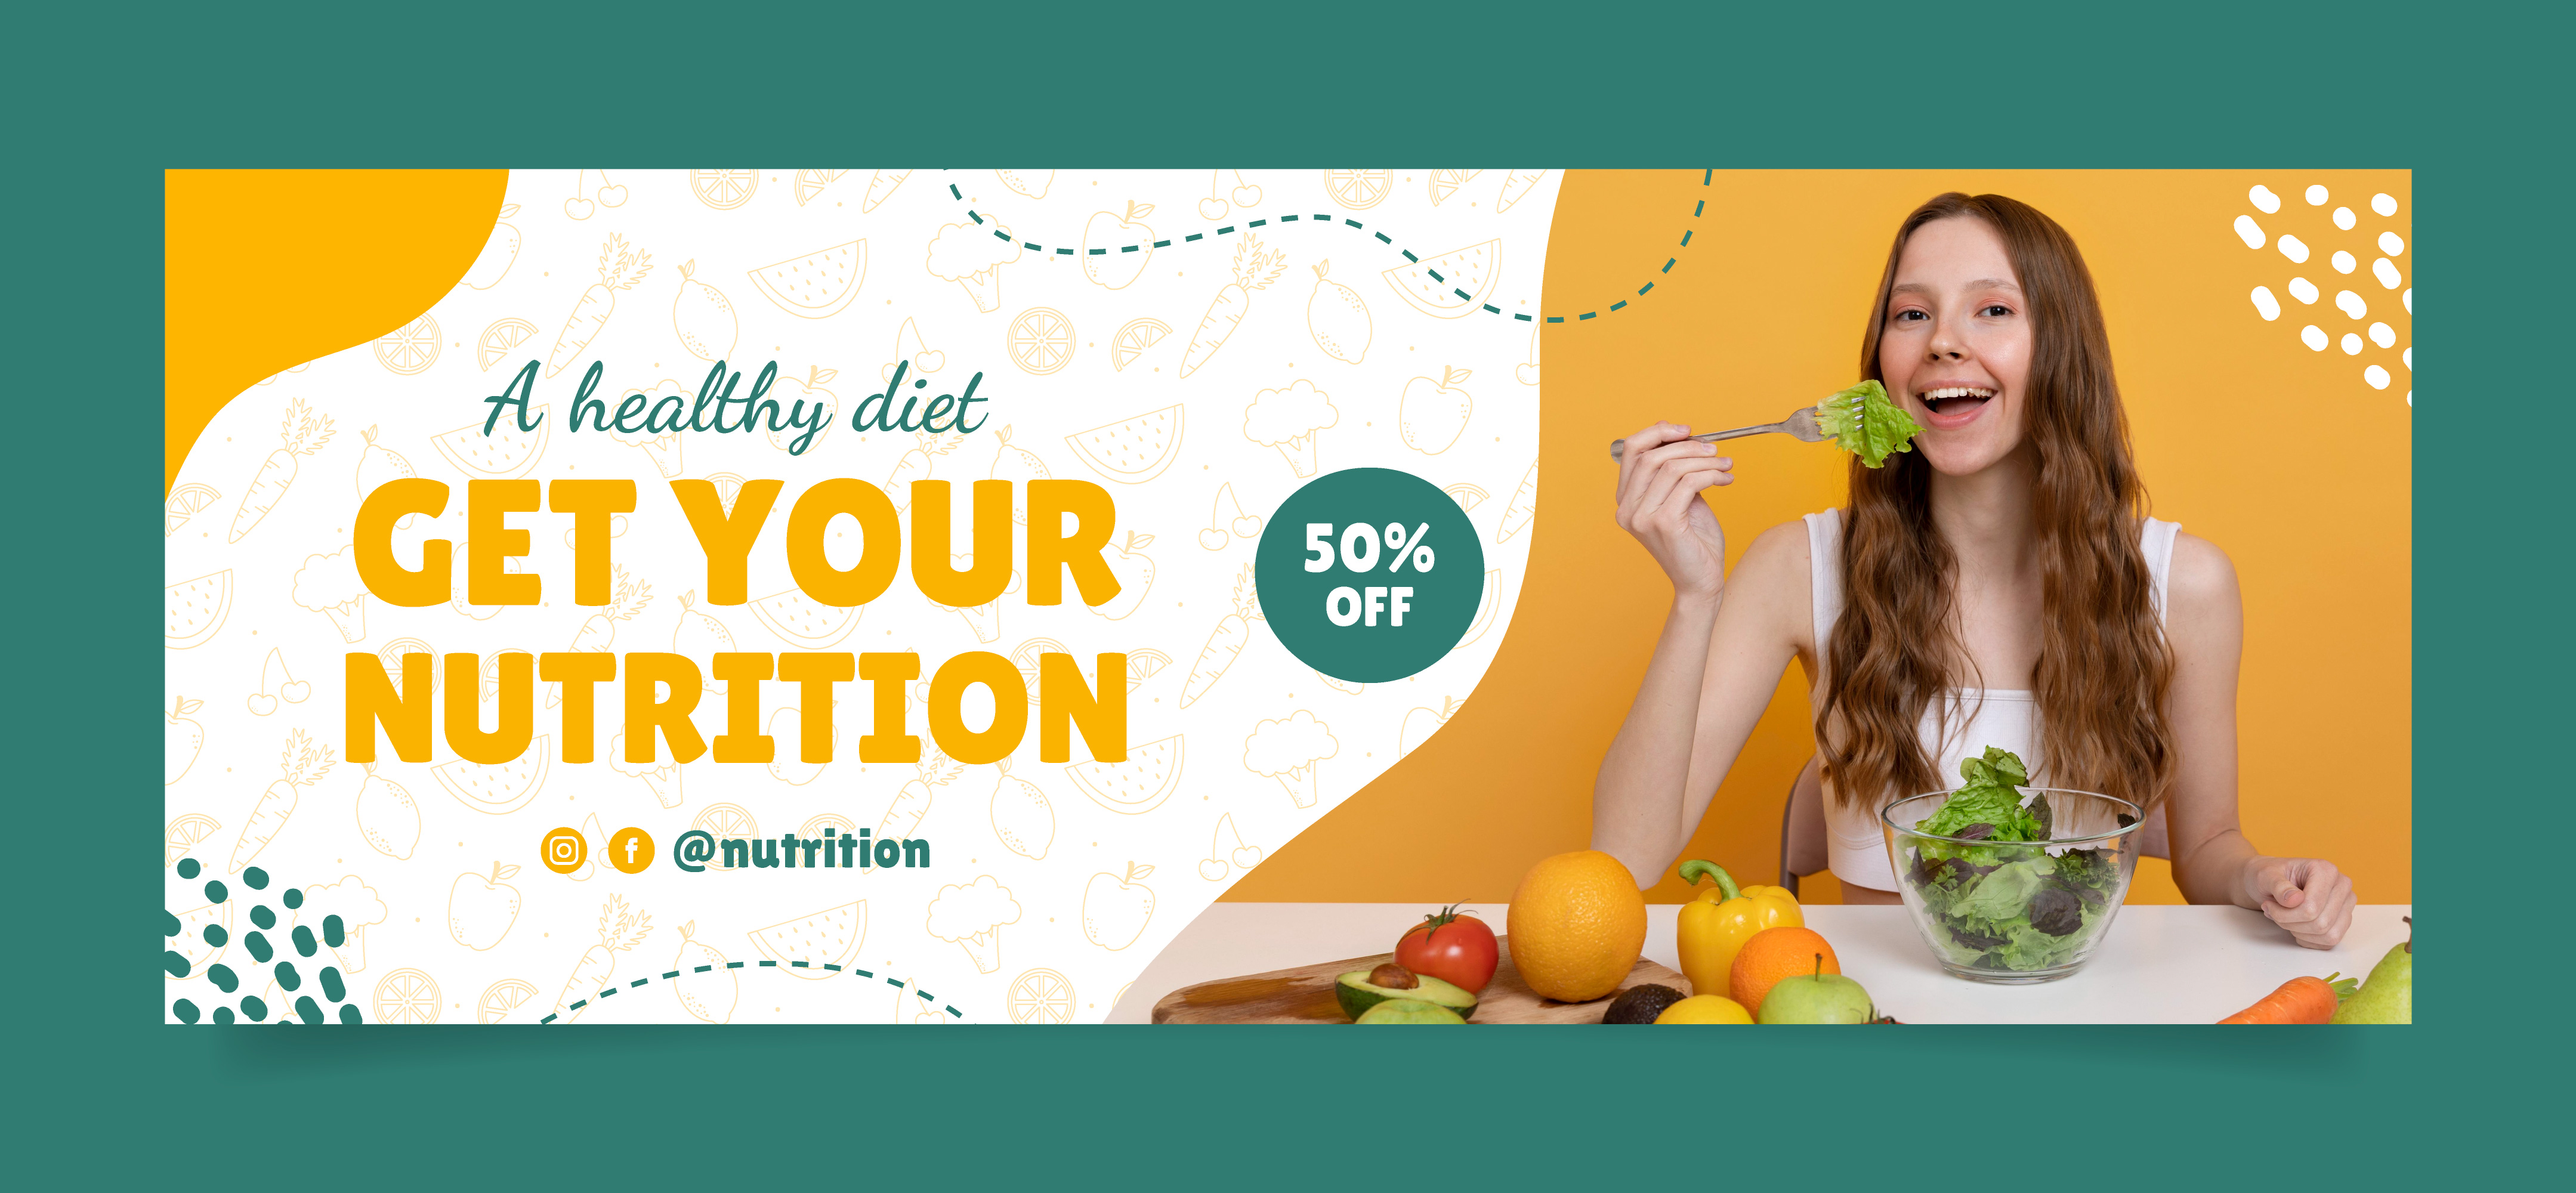 A healthy diet
GET YOUR
NUTRITION
50%
OFF
@nutrition